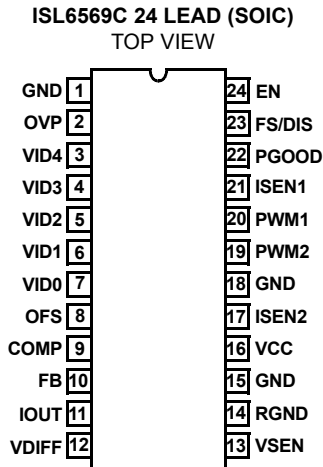 ISL6569C 24 LEAD (SOIC)
TOP VIEW
GND 1 24 EN
OVP 2 23 FS/DIS
VID4 3 22 PGOOD
VID3 4 21 ISEN1
VID2 5 20 PWM1
VID1 6 19 PWM2
VID0 7 18 GND
OFS 8 17 ISEN2
COMP 9 16 VCC
FB 10 15 GND
IOUT 11 14 RGND
VDIFF 12 13 VSEN